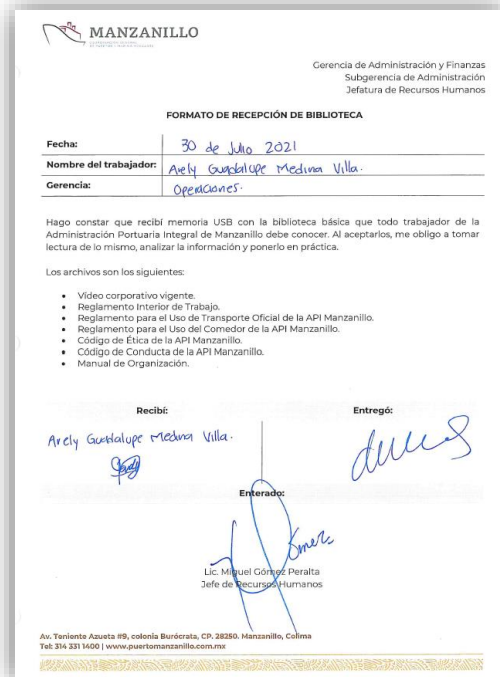 MANZANILLO
Gerencia de Administración y Finanzas
Subgerencia de Administración
Jefatura de Recursos Humanos
FORMATO DE RECEPCIÓN DE BIBLIOTECA
Fecha: 30 de Julio 2021
Nombre del trabajador: Arely Guadalupe Medina Villa.
Gerencia: Operaciones.
Hago constar que recibí memoria USB con la biblioteca básica que todo trabajador de la
Administración Portuaria Integral de Manzanillo debe conocer. Al aceptarlos, me obligo a tomar
lectura de lo mismo, analizar la información y ponerlo en práctica.
Los archivos son los siguientes:
• Vídeo corporativo vigente.
• Reglamento Interior de Trabajo.
• Reglamento para el Uso de Transporte Oficial de la API Manzanillo.
• Reglamento para el Uso del Comedor de la API Manzanillo.
• Código de Ética de la API Manzanillo.
• Código de Conducta de la API Manzanillo.
• Manual de Organización.
Recibí: Entregó:
Arely Guadalupe Medina Villa.
Enterado:
Lic. Miguel Gómez Peralta
Jefe de Recursos Humanos
Av. Teniente Azueta #9, colonia Burócrata, CP. 28250. Manzanillo, Colima
Tel: 314 331 1400 | www.puertomanzanillo.com.mx